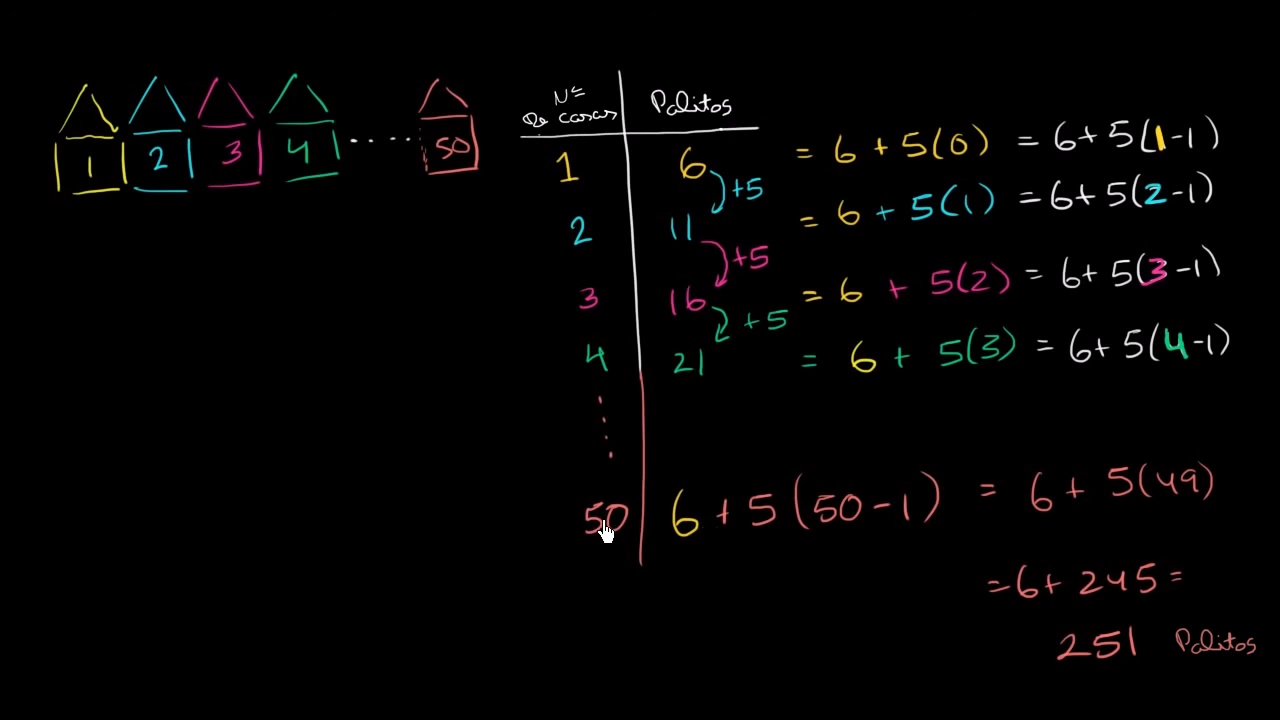 1 2 3 4 .... 50
Nº de casas Palitos
1 6 = 6 + 5(0) = 6 + 5(1-1)
+5
2 11 = 6 + 5(1) = 6 + 5(2-1)
+5
3 16 = 6 + 5(2) = 6 + 5(3-1)
+5
4 21 = 6 + 5(3) = 6 + 5(4-1)
50 6 + 5(50-1) = 6 + 5(49)
= 6 + 245 =
251 Palitos